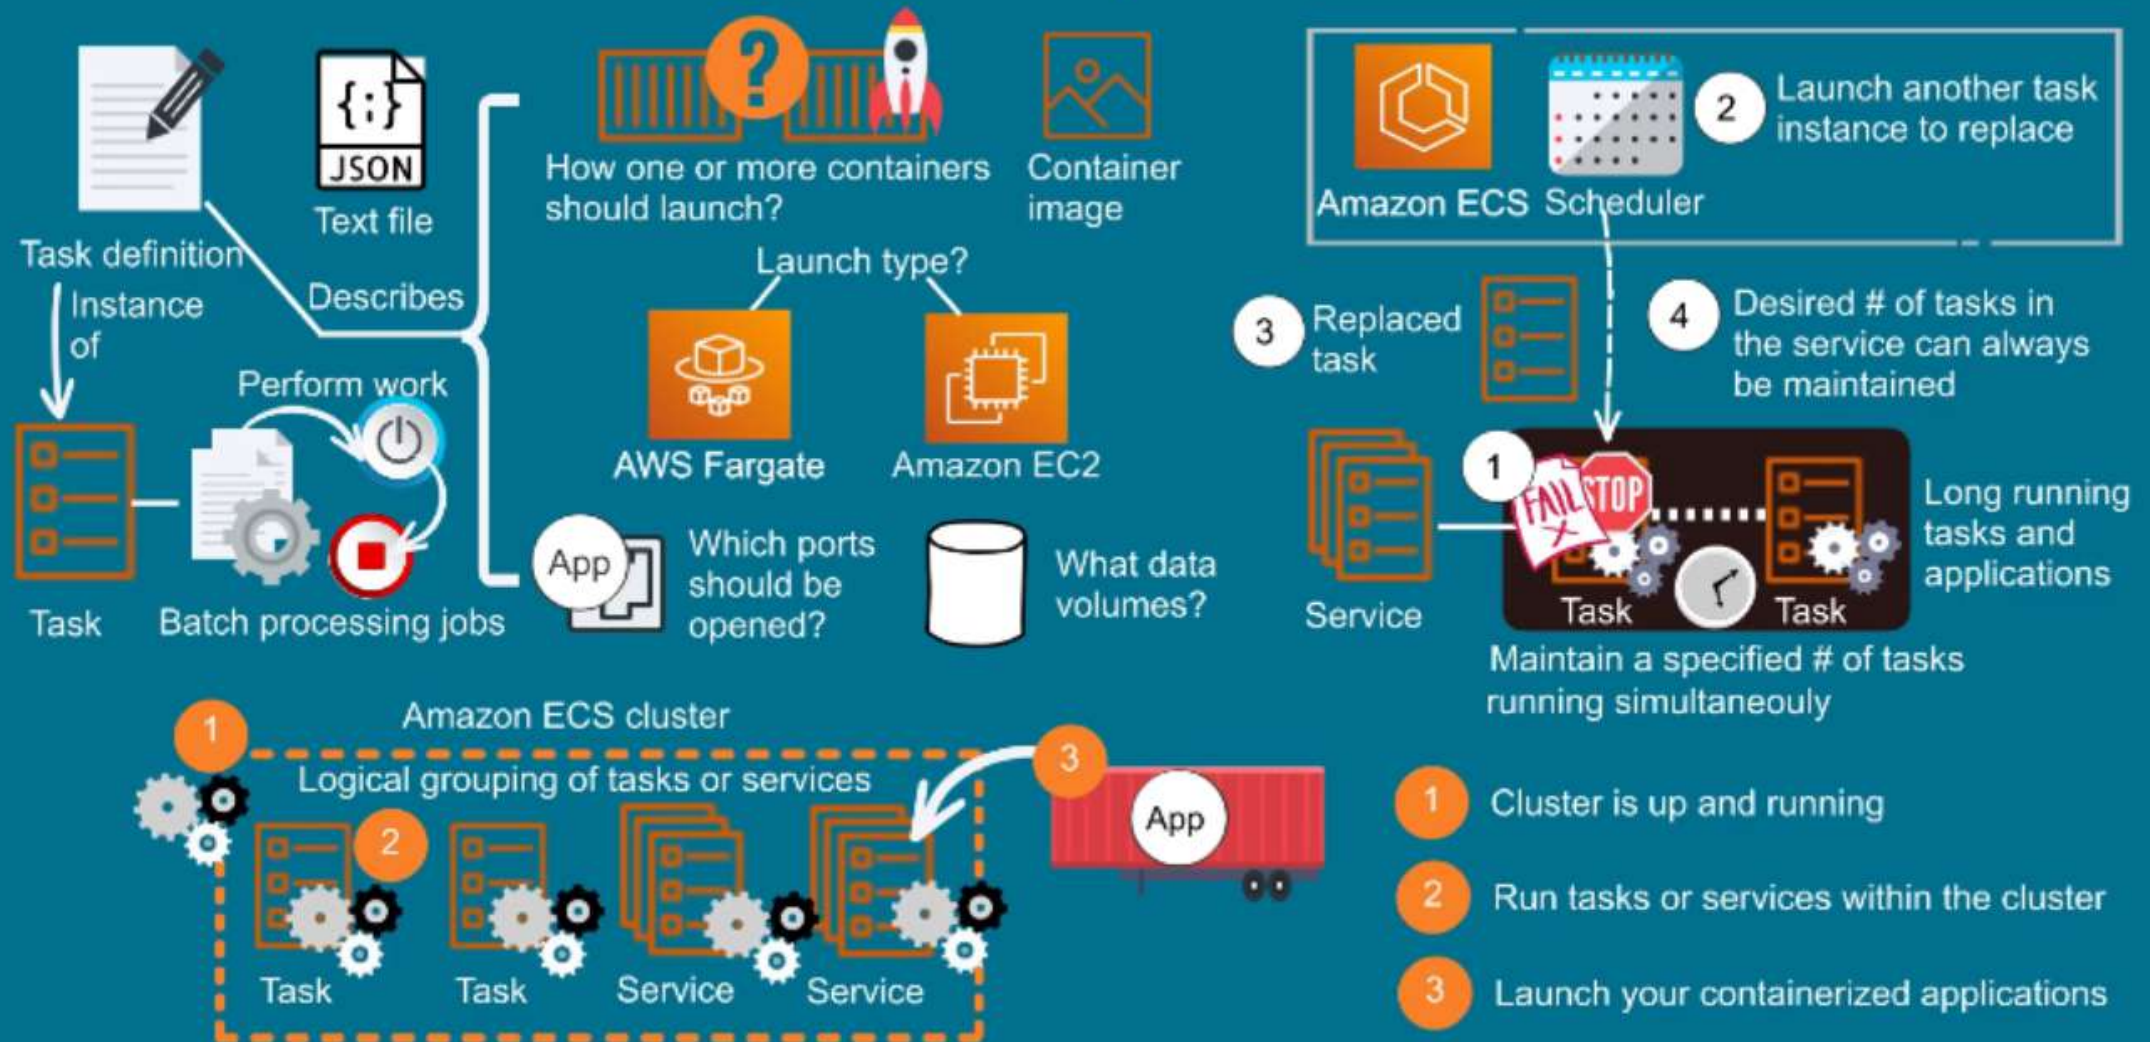 Task definition
{;}
JSON
Text file
Instance
of
Describes
Perform work
Task
Batch processing jobs
?
How one or more containers
should launch?
Container
image
Launch type?
AWS Fargate
Amazon EC2
App
Which ports
should be
opened?
What data
volumes?
Amazon ECS
Scheduler
2
Launch another task
instance to replace
3
Replaced
task
4
Desired # of tasks in
the service can always
be maintained
Service
1
FAIL
X
STOP
Task
Task
Long running
tasks and
applications
Maintain a specified # of tasks
running simultaneouly
1
Amazon ECS cluster
Logical grouping of tasks or services
2
Task
Task
Service
Service
3
App
1
Cluster is up and running
2
Run tasks or services within the cluster
3
Launch your containerized applications